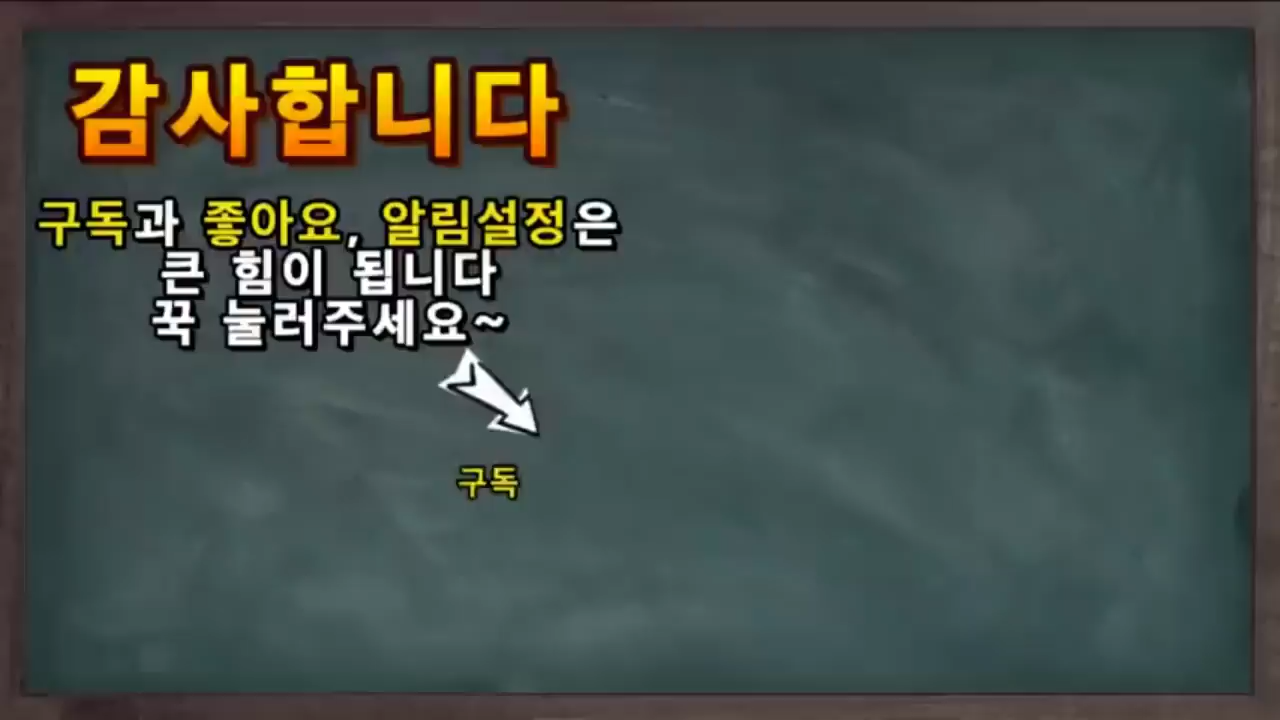 감사합니다
구독과 좋아요, 알림설정은
큰 힘이 됩니다
꾹 눌러주세요~
구독